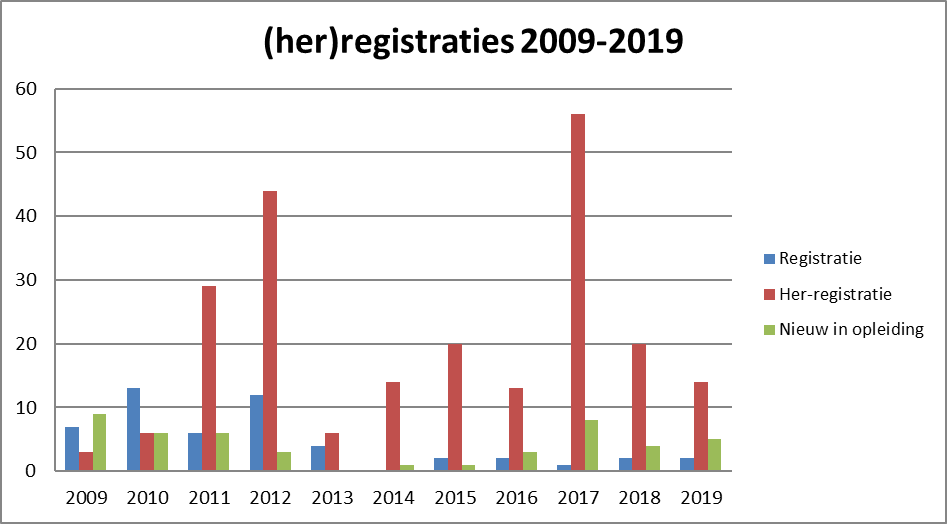 (her)registraties 2009-2019
60
50
40
30
20
10
0
2009 2010 2011 2012 2013 2014 2015 2016 2017 2018 2019
Registratie
Her-registratie
Nieuw in opleiding